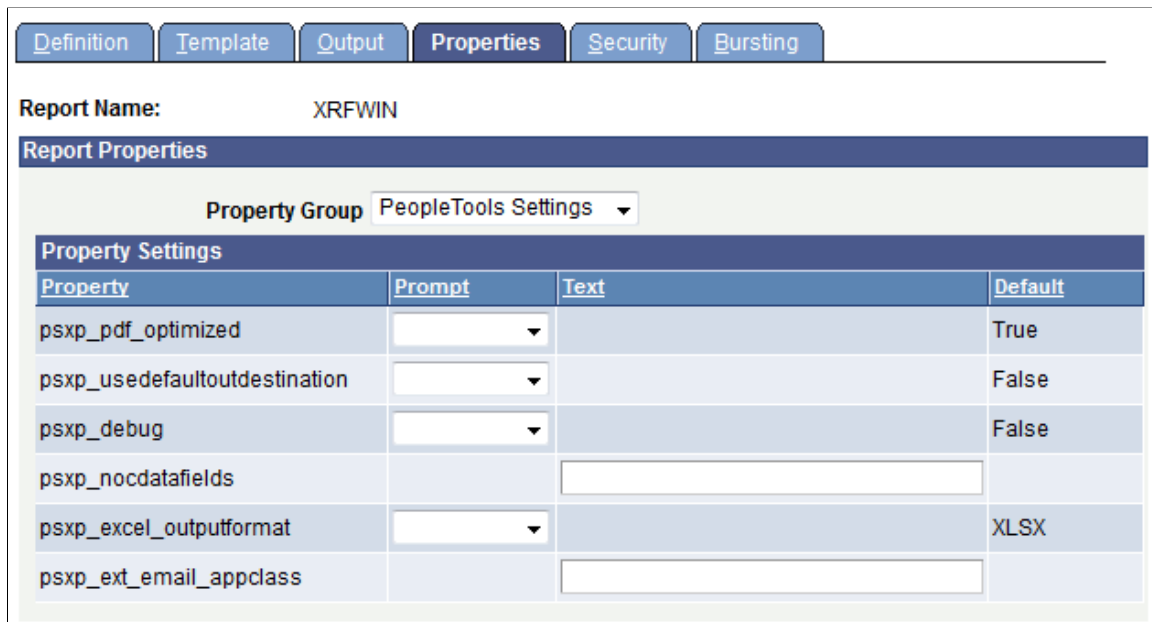 Definition Template Output Properties Security Bursting
Report Name: XRFWIN
Report Properties
Property Group PeopleTools Settings
Property Settings
Property Prompt Text Default
psxp_pdf_optimized True
psxp_usedefaultoutdestination False
psxp_debug False
psxp_nocdatafields
psxp_excel_outputformat XLSX
psxp_ext_email_appclass